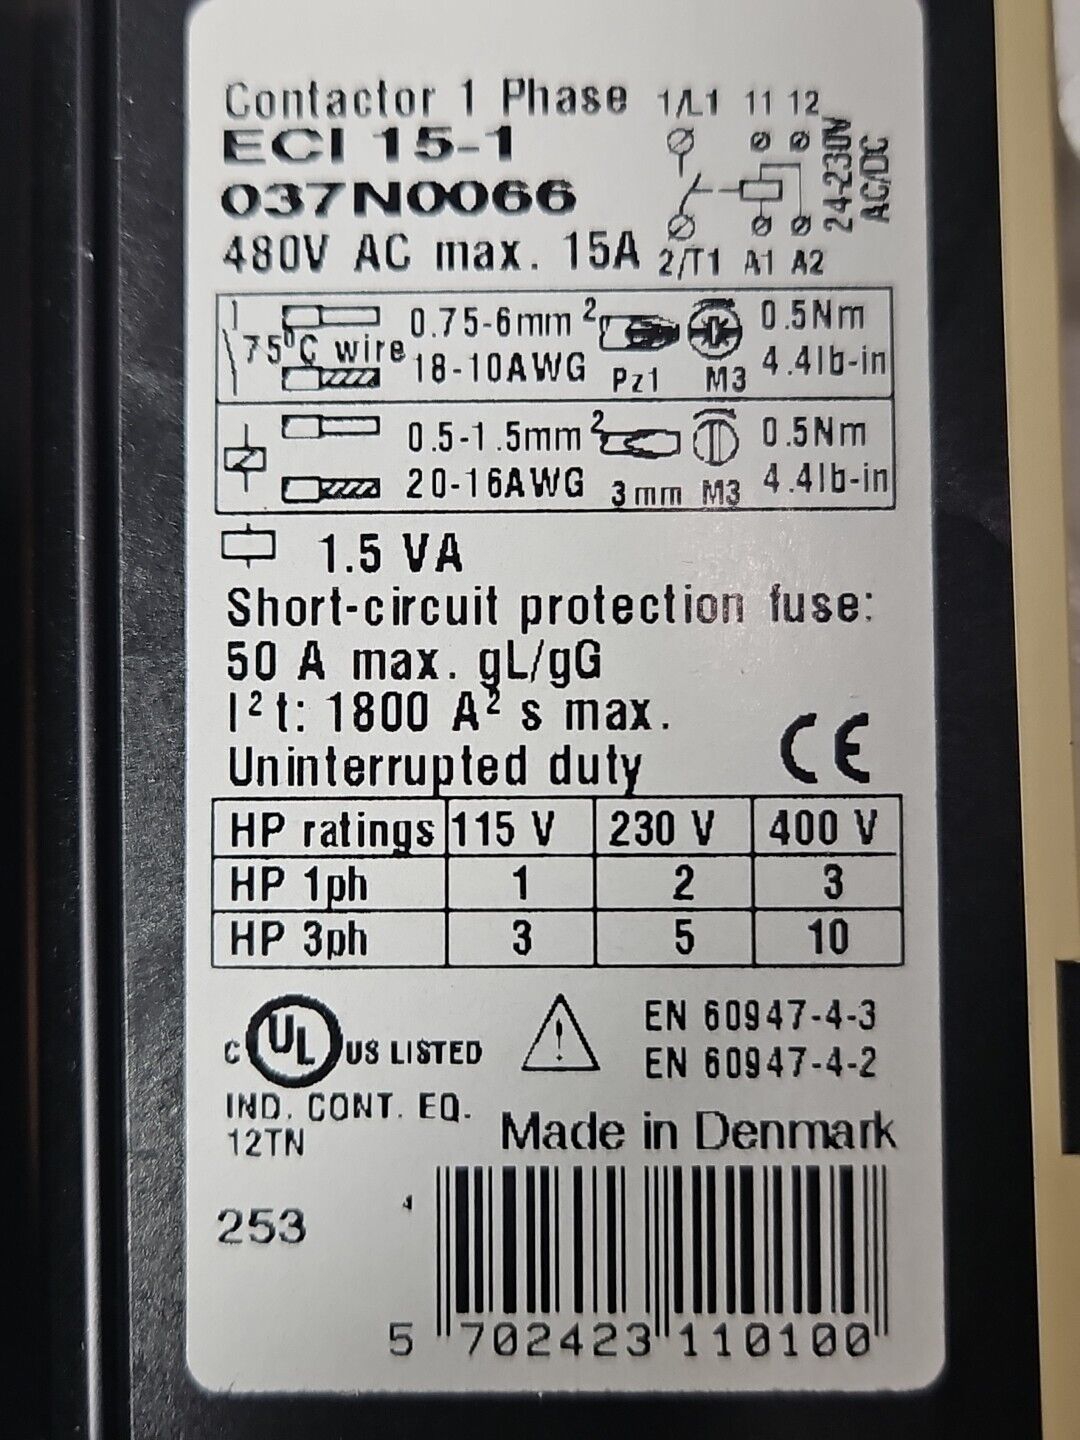 Contactor 1 Phase
ECI 15-1
037N0066
480V AC max. 15A
1/L1 11 12
24-230V
AC/DC
2/T1 A1 A2
75°C wire
0.75-6mm²
18-10AWG
Pz1 M3
0.5Nm
4.4lb-in
0.5-1.5mm²
20-16AWG
3mm M3
0.5Nm
4.4lb-in
1.5 VA
Short-circuit protection fuse:
50 A max. gL/gG
I²t: 1800 A² s max.
Uninterrupted duty
CE
HP ratings 115 V 230 V 400 V
HP 1ph 1 2 3
HP 3ph 3 5 10
C UL US LISTED
IND. CONT. EQ.
12TN
EN 60947-4-3
EN 60947-4-2
Made in Denmark
253
4
5 702423 110100